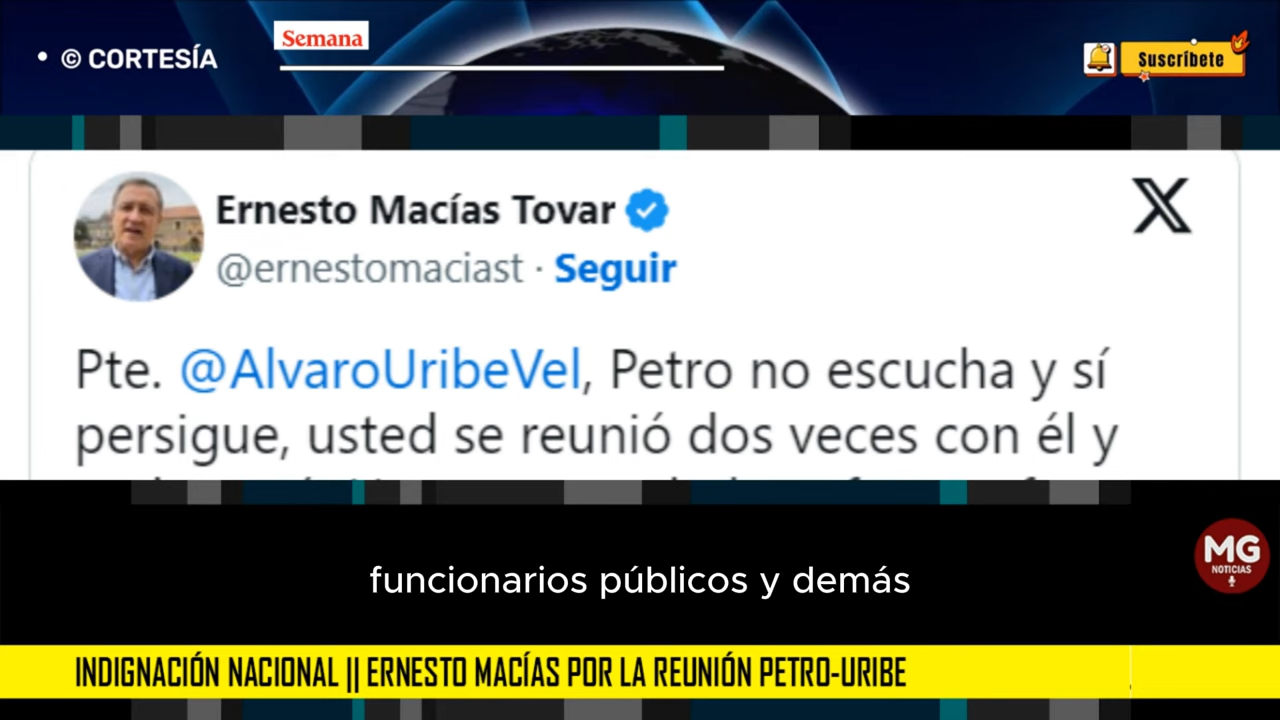 • © CORTESÍA
Semana
Suscríbete
Ernesto Macías Tovar
@ernestomaciast · Seguir
Pte. @AlvaroUribeVel, Petro no escucha y sí
persigue, usted se reunió dos veces con él y
funcionarios públicos y demás
MG
NOTICIAS
INDIGNACIÓN NACIONAL || ERNESTO MACÍAS POR LA REUNIÓN PETRO-URIBE